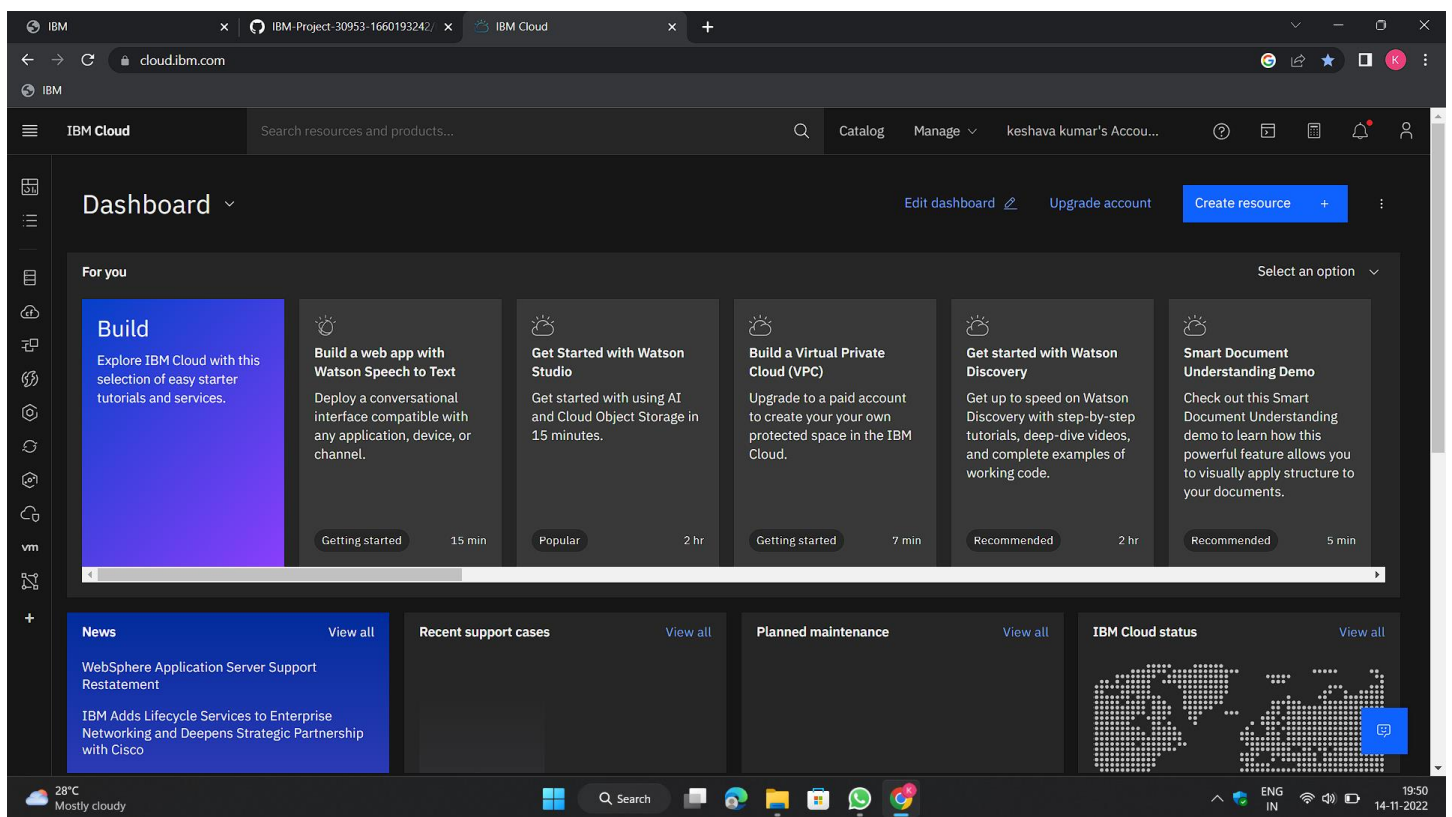 IBM
IBM-Project-30953-1660193242/
IBM Cloud
cloud.ibm.com
K
IBM
IBM Cloud
Search resources and products...
Catalog
Manage
keshava kumar's Accou...
Dashboard
Edit dashboard
Upgrade account
Create resource +
For you
Select an option
Build
Explore IBM Cloud with this
selection of easy starter
tutorials and services.
Build a web app with
Watson Speech to Text
Deploy a conversational
interface compatible with
any application, device, or
channel.
Getting started 15 min
Get Started with Watson
Studio
Get started with using AI
and Cloud Object Storage in
15 minutes.
Popular 2 hr
Build a Virtual Private
Cloud (VPC)
Upgrade to a paid account
to create your your own
protected space in the IBM
Cloud.
Getting started 7 min
Get started with Watson
Discovery
Get up to speed on Watson
Discovery with step-by-step
tutorials, deep-dive videos,
and complete examples of
working code.
Recommended 2 hr
Smart Document
Understanding Demo
Check out this Smart
Document Understanding
demo to learn how this
powerful feature allows you
to visually apply structure to
your documents.
Recommended 5 min
vm
News View all
WebSphere Application Server Support
Restatement
IBM Adds Lifecycle Services to Enterprise
Networking and Deepens Strategic Partnership
with Cisco
Recent support cases View all
Planned maintenance View all
IBM Cloud status View all
28°C
Mostly cloudy
Search
ENG
IN
19:50
14-11-2022